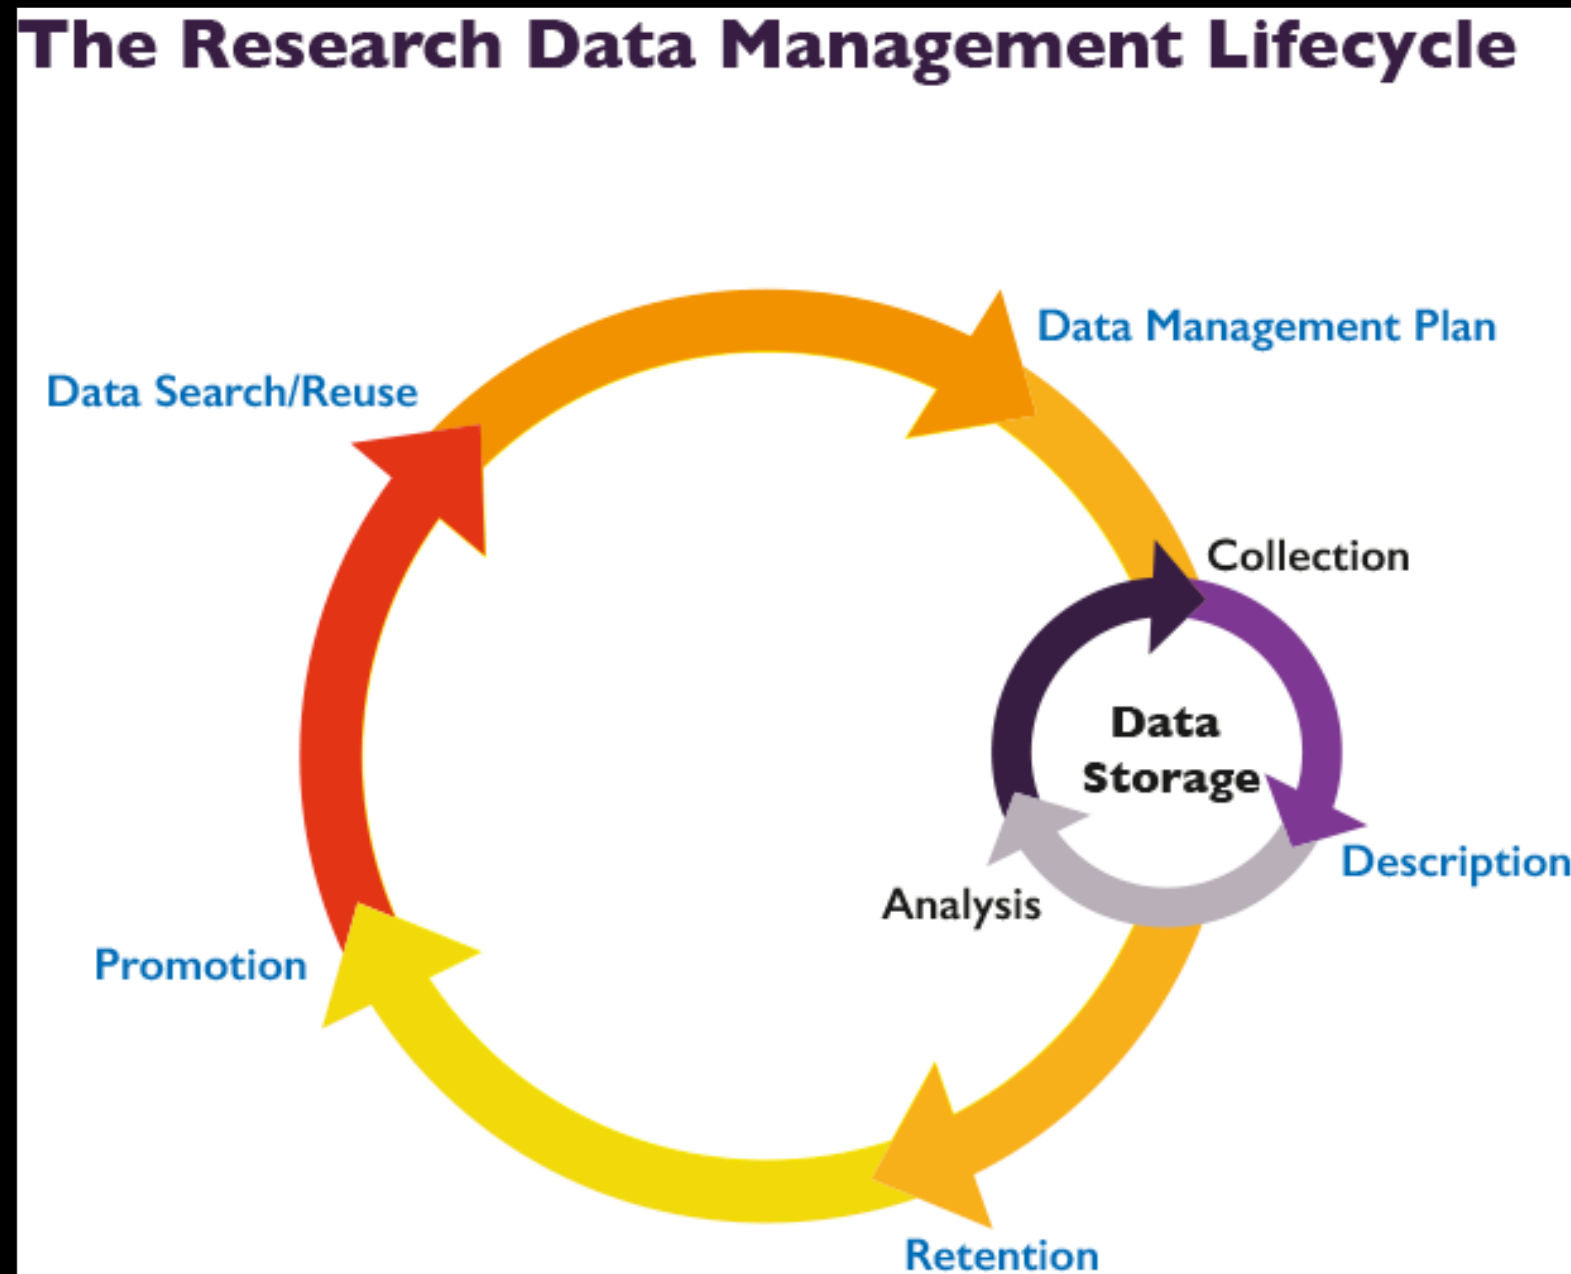 The Research Data Management Lifecycle
Data Management Plan
Data Search/Reuse
Collection
Data
Storage
Description
Analysis
Promotion
Retention